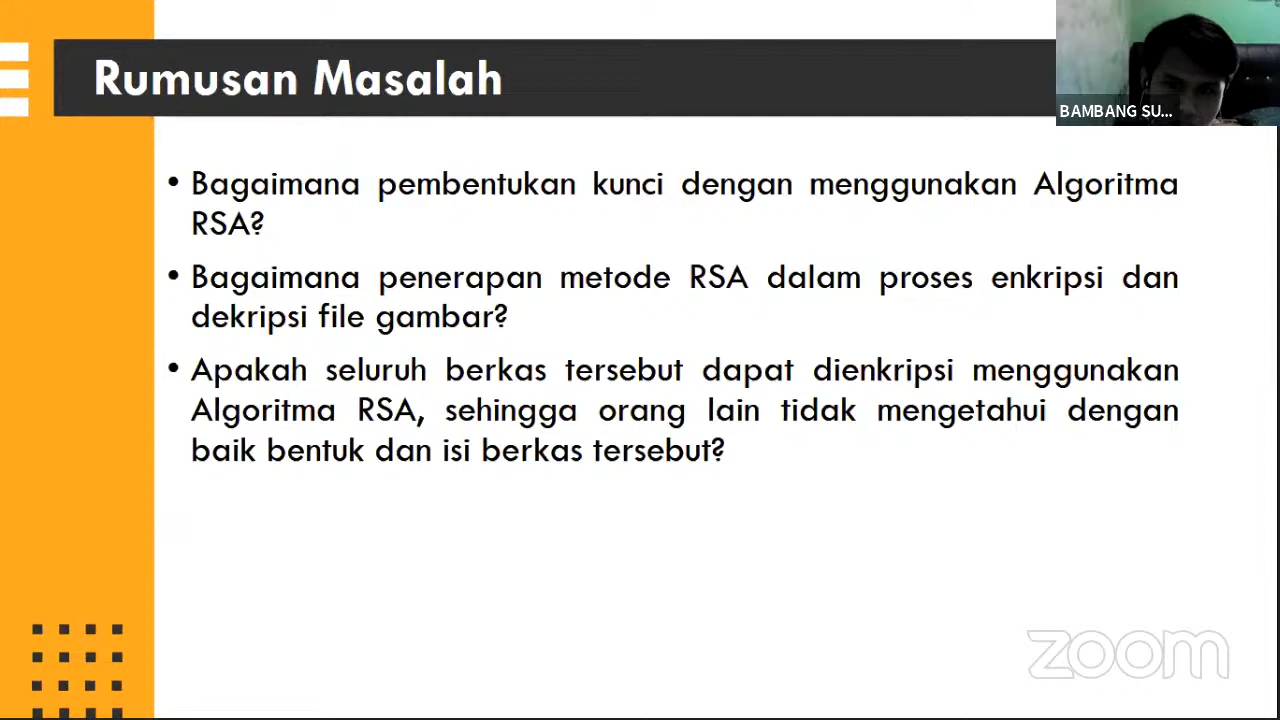 Rumusan Masalah
BAMBANG SU...
• Bagaimana pembentukan kunci dengan menggunakan Algoritma
RSA?
• Bagaimana penerapan metode RSA dalam proses enkripsi dan
dekripsi file gambar?
• Apakah seluruh berkas tersebut dapat dienkripsi menggunakan
Algoritma RSA, sehingga orang lain tidak mengetahui dengan
baik bentuk dan isi berkas tersebut?
zoom